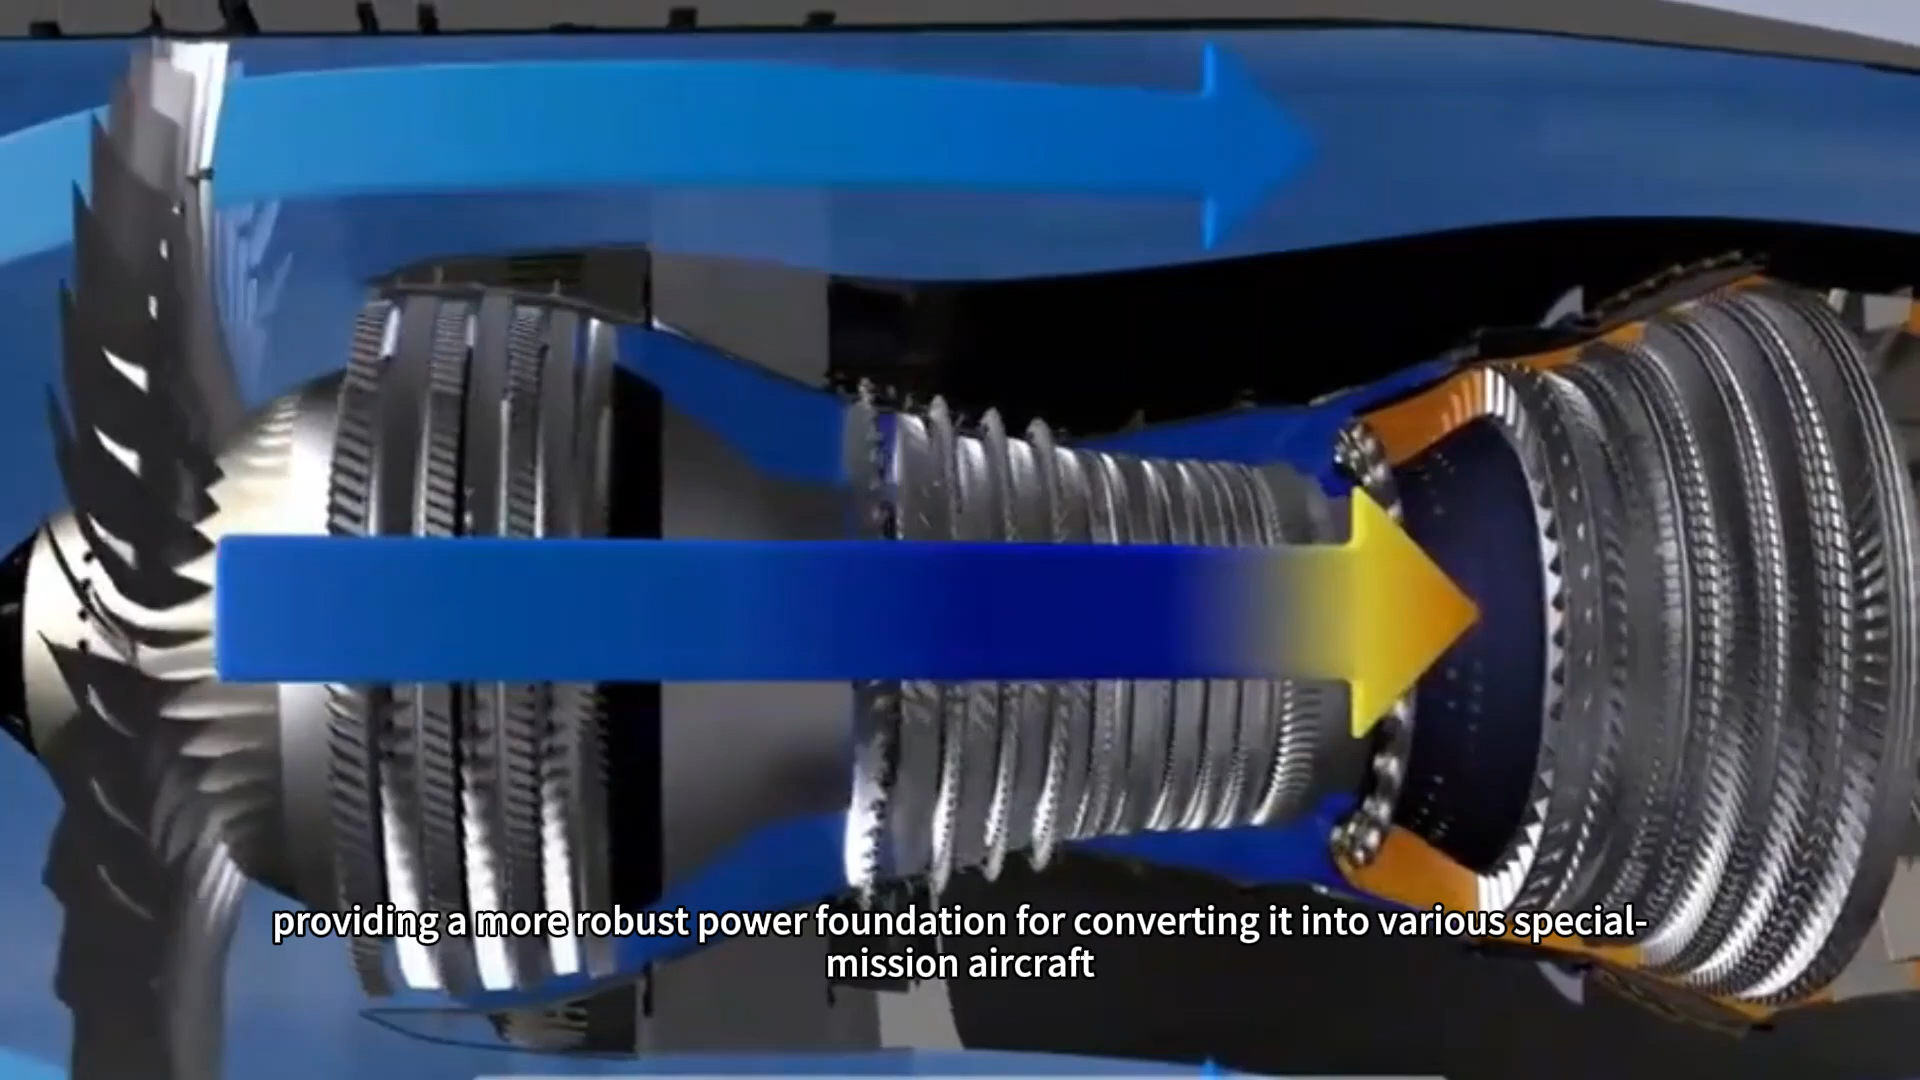 providing a more robust power foundation for converting it into various special-
mission aircraft